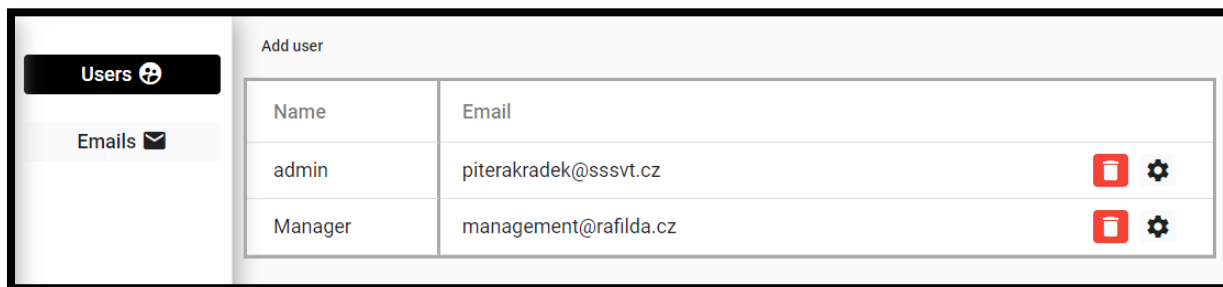 Users
Emails
Add user
Name Email
admin piterakradek@sssvt.cz
Manager management@rafilda.cz